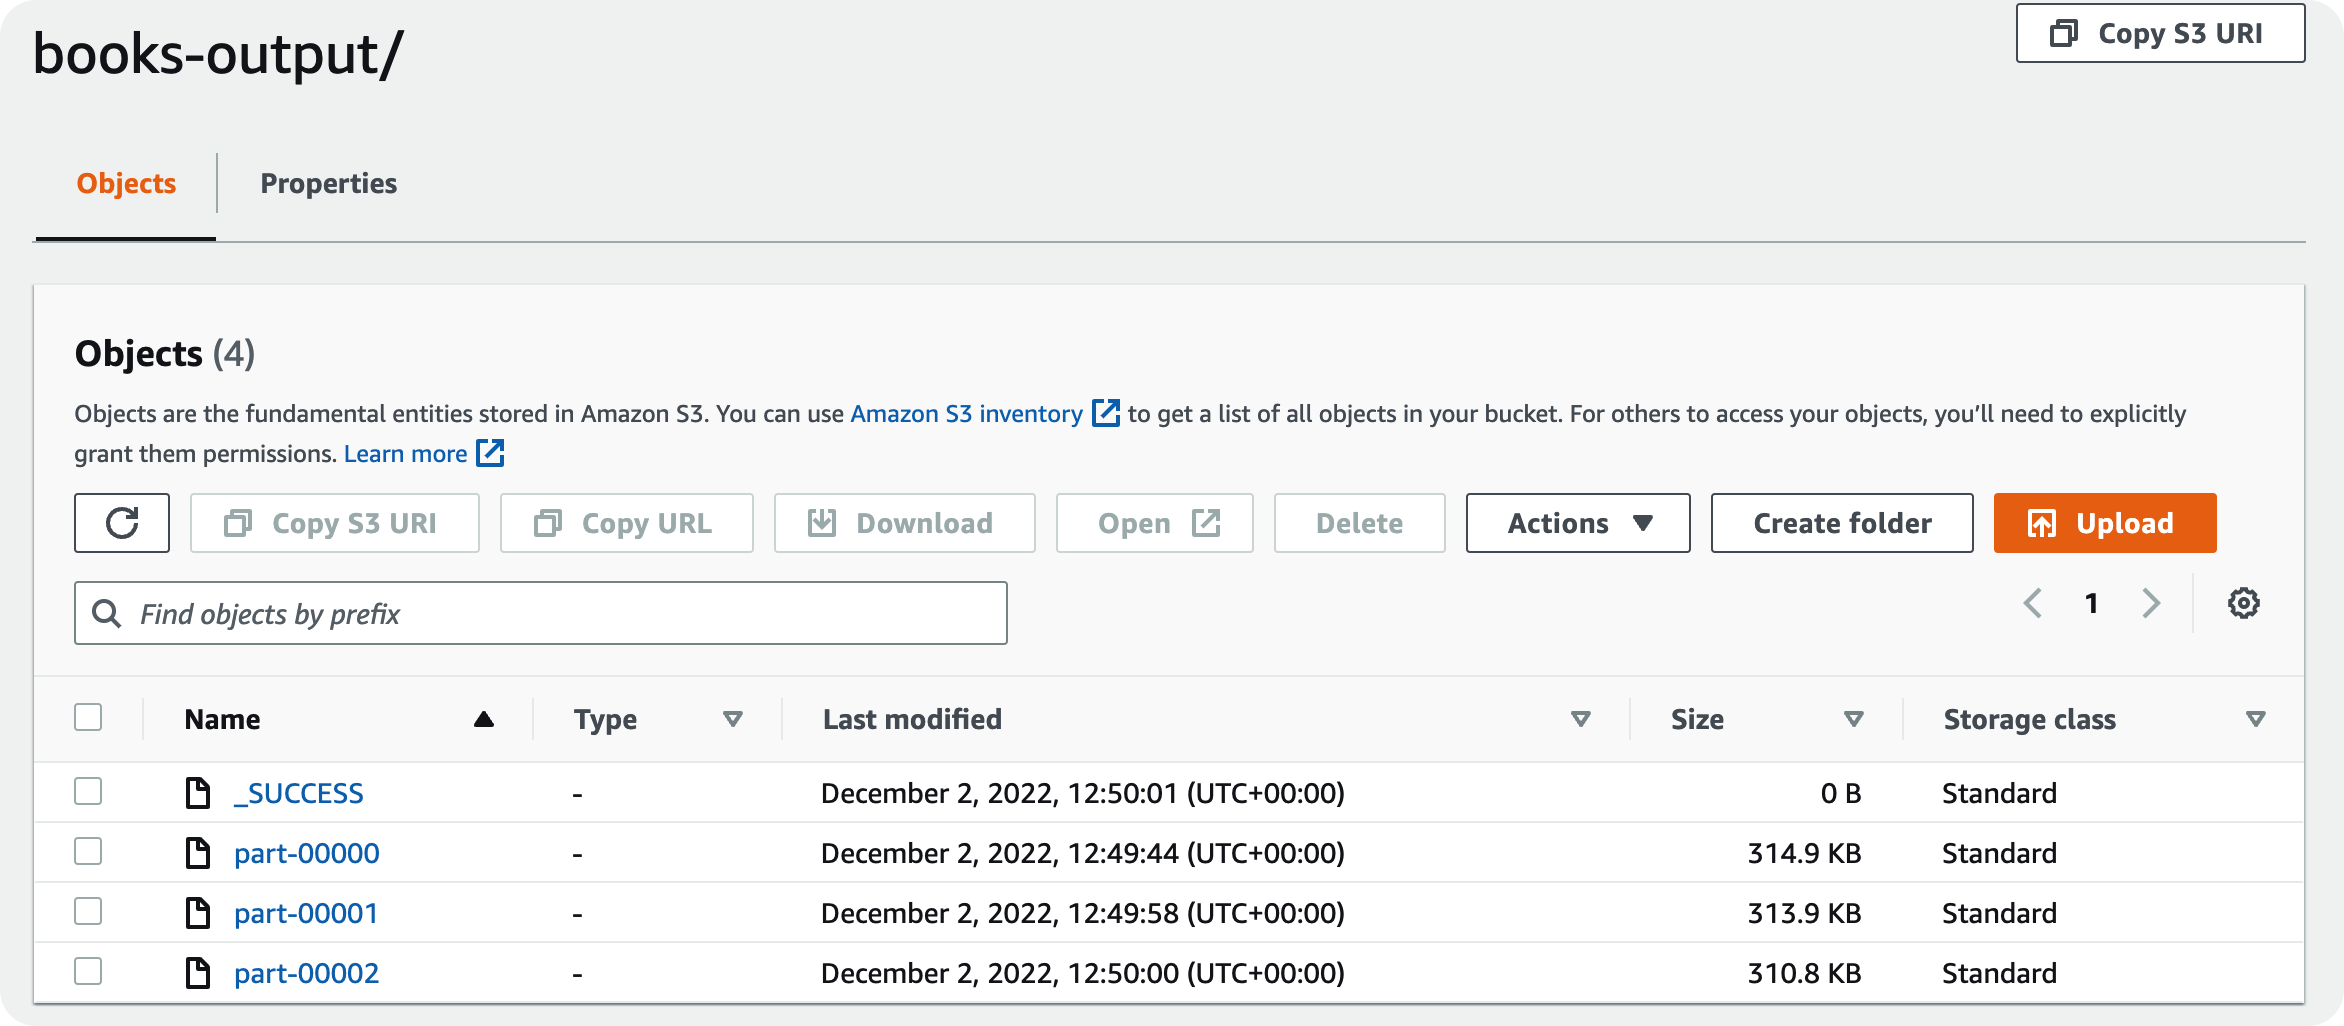 books-output/
Copy S3 URI
Objects
Properties
Objects (4)
Objects are the fundamental entities stored in Amazon S3. You can use Amazon S3 inventory to get a list of all objects in your bucket. For others to access your objects, you’ll need to explicitly
grant them permissions. Learn more
Copy S3 URI Copy URL Download Open Delete Actions Create folder Upload
Find objects by prefix
1
Name Type Last modified Size Storage class
_SUCCESS - December 2, 2022, 12:50:01 (UTC+00:00) 0 B Standard
part-00000 - December 2, 2022, 12:49:44 (UTC+00:00) 314.9 KB Standard
part-00001 - December 2, 2022, 12:49:58 (UTC+00:00) 313.9 KB Standard
part-00002 - December 2, 2022, 12:50:00 (UTC+00:00) 310.8 KB Standard